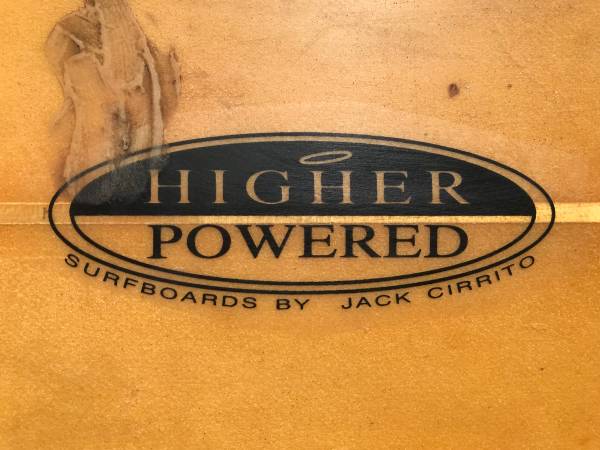 HIGHER
POWERED
SURFBOARDS BY JACK CIRRITO